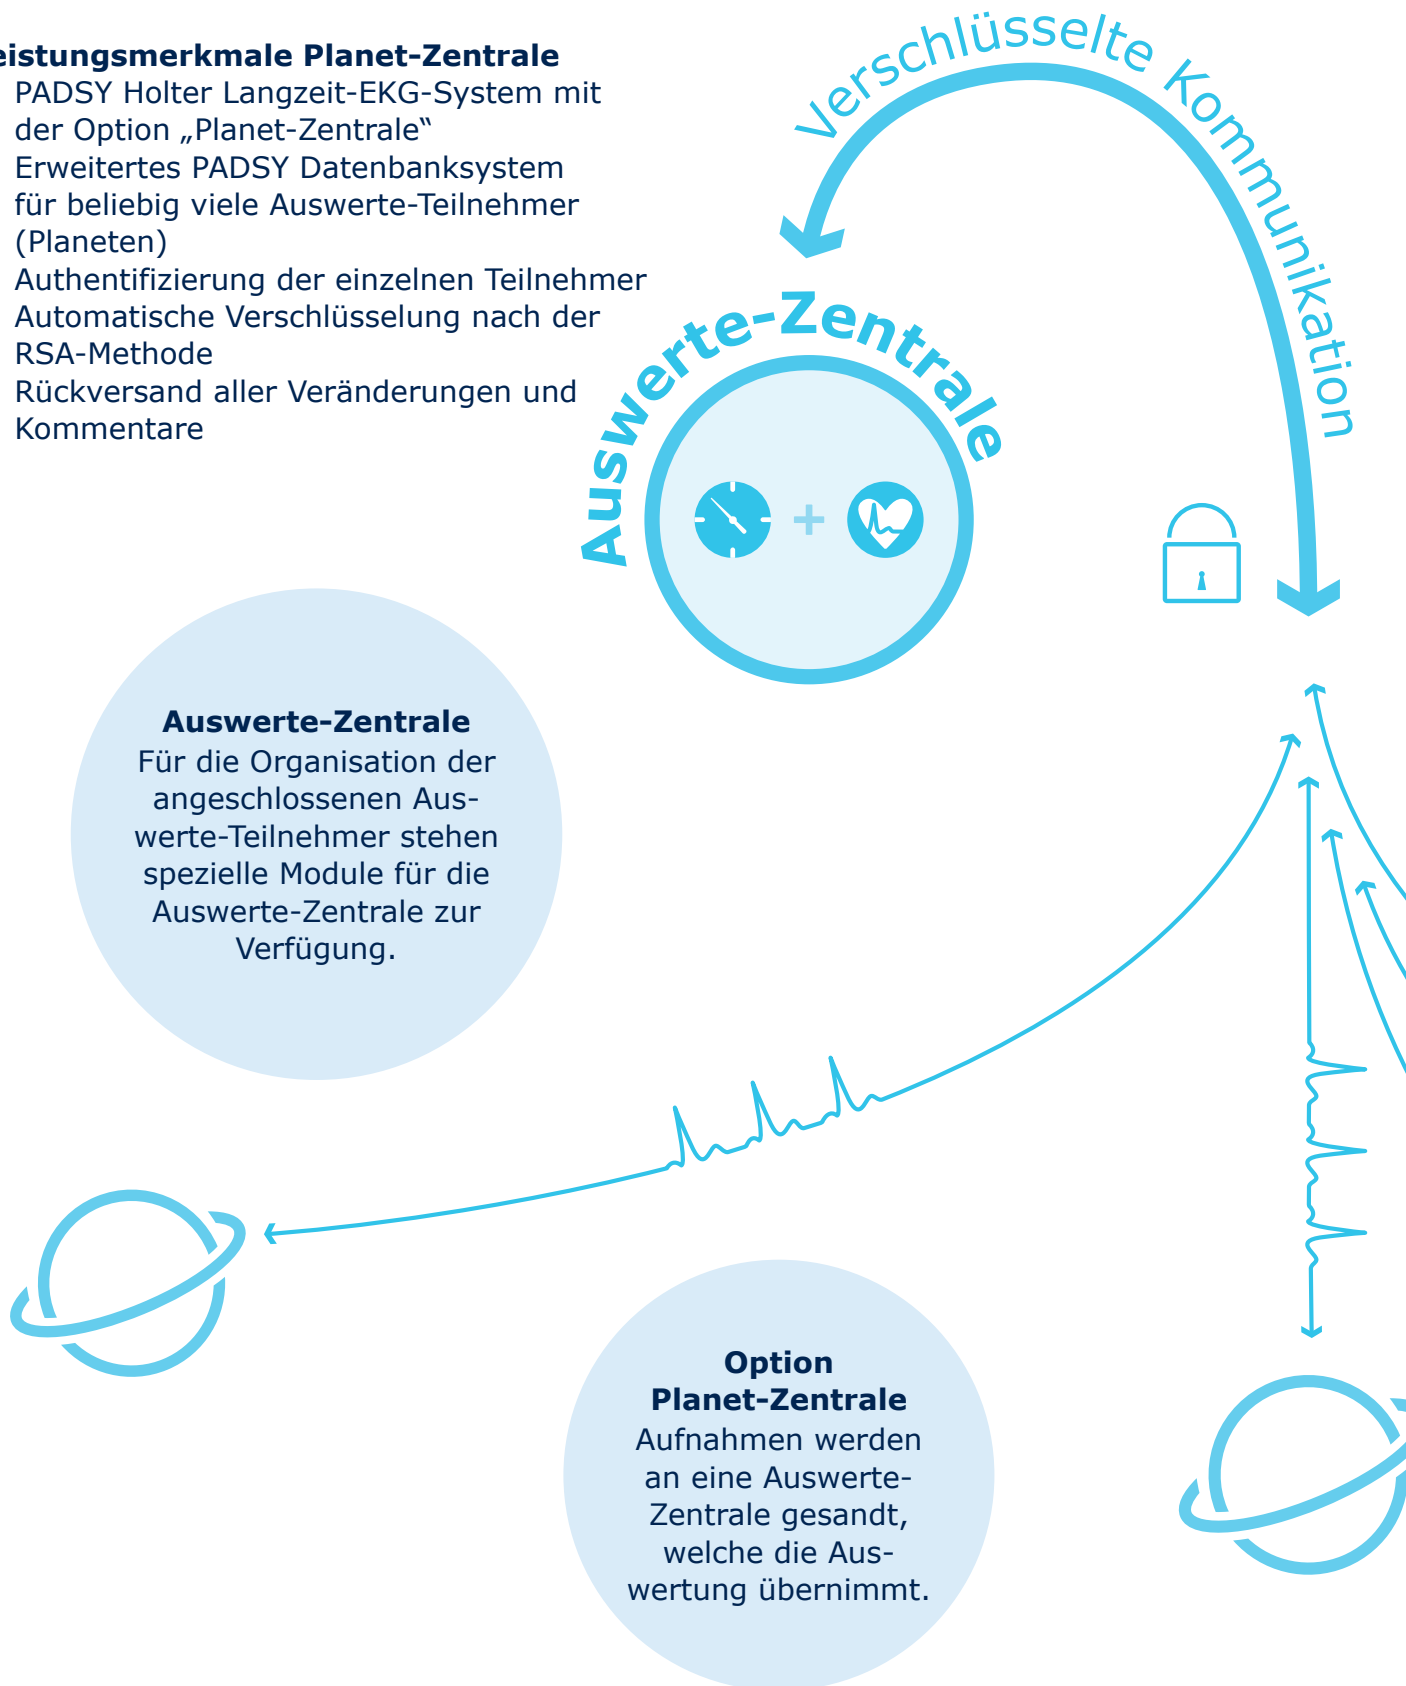 eistungsmerkmale Planet-Zentrale
PADSY Holter Langzeit-EKG-System mit
der Option „Planet-Zentrale“
Erweitertes PADSY Datenbanksystem
für beliebig viele Auswerte-Teilnehmer
(Planeten)
Authentifizierung der einzelnen Teilnehmer
Automatische Verschlüsselung nach der
RSA-Methode
Rückversand aller Veränderungen und
Kommentare
Verschlüsselte Kommunikation
Auswerte-Zentrale
+
Auswerte-Zentrale
Für die Organisation der
angeschlossenen Aus-
werte-Teilnehmer stehen
spezielle Module für die
Auswerte-Zentrale zur
Verfügung.
Option
Planet-Zentrale
Aufnahmen werden
an eine Auswerte-
Zentrale gesandt,
welche die Aus-
wertung übernimmt.